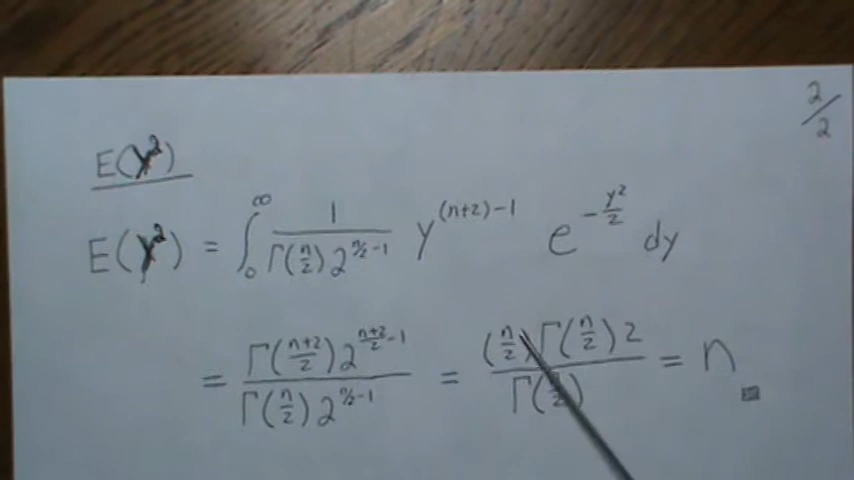 2/2
E(Y²)
E(Y²) = ∫₀^∞ 1/(Γ(n/2) 2^(n/2-1)) y^((n+2)-1) e^(-y²/2) dy
= Γ((n+2)/2) 2^((n+2)/2-1) / (Γ(n/2) 2^(n/2-1)) = (n/2) Γ(n/2) 2 / Γ(n/2) = n